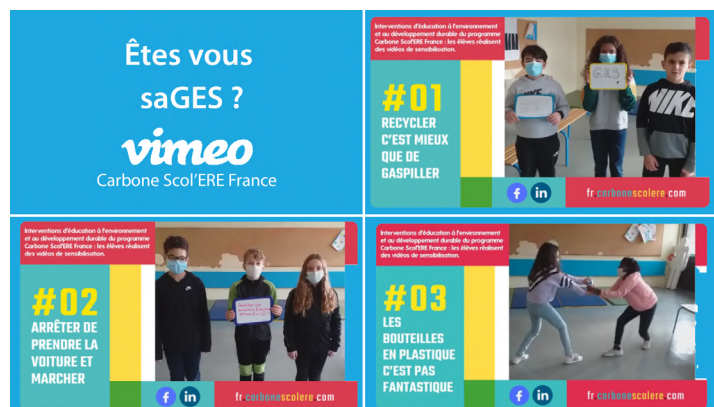 Êtes vous
saGES ?
vimeo
Carbone Scol'ERE France
Interventions d'éducation à l'environnement
et au développement durable du programme
Carbone Scol'ERE France : les élèves réalisent
des vidéos de sensibilisation.
#01
RECYCLER
C'EST MIEUX
QUE DE
GASPILLER
G.E.S
NIKE
NIKE
f in
fr.carbonescolere.com
Interventions d'éducation à l'environnement
et au développement durable du programme
Carbone Scol'ERE France : les élèves réalisent
des vidéos de sensibilisation.
#02
ARRÊTER DE
PRENDRE LA
VOITURE ET
MARCHER
f in
fr.carbonescolere.com
Interventions d'éducation à l'environnement
et au développement durable du programme
Carbone Scol'ERE France : les élèves réalisent
des vidéos de sensibilisation.
#03
LES
BOUTEILLES
EN PLASTIQUE
C'EST PAS
FANTASTIQUE
f in
fr.carbonescolere.com